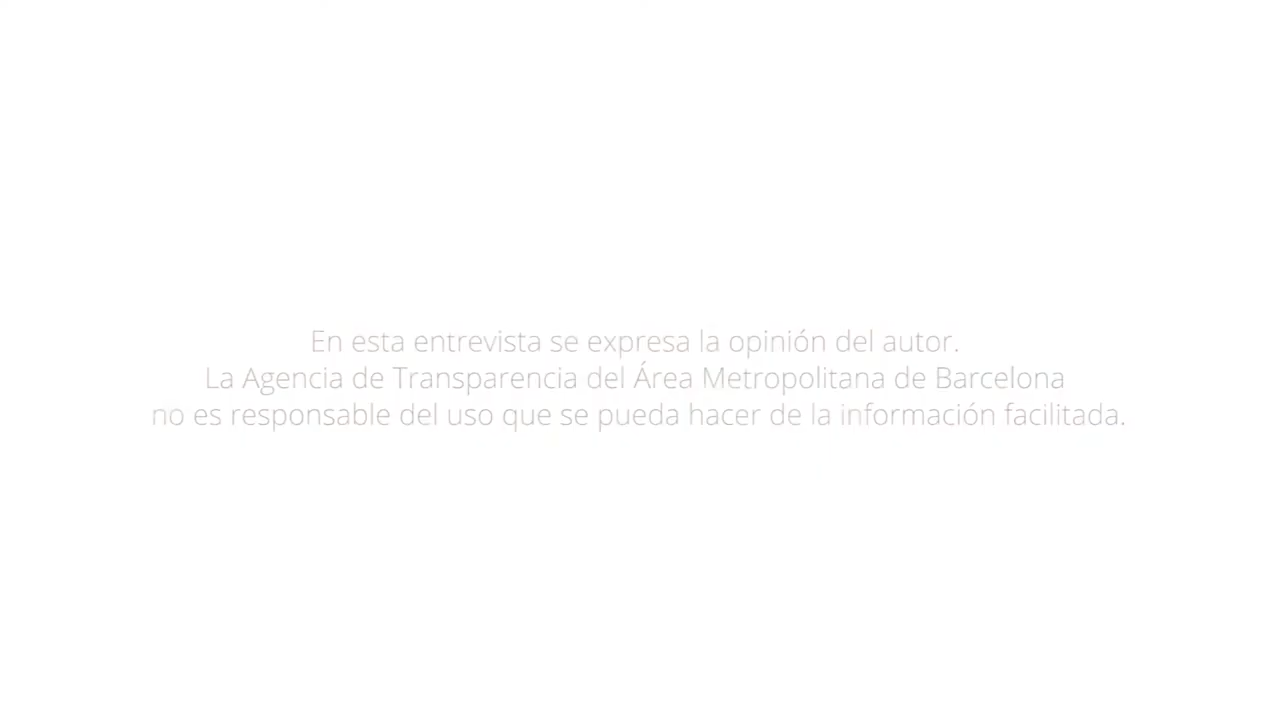 En esta entrevista se expresa la opinión del autor.
La Agencia de Transparencia del Área Metropolitana de Barcelona
no es responsable del uso que se pueda hacer de la información facilitada.